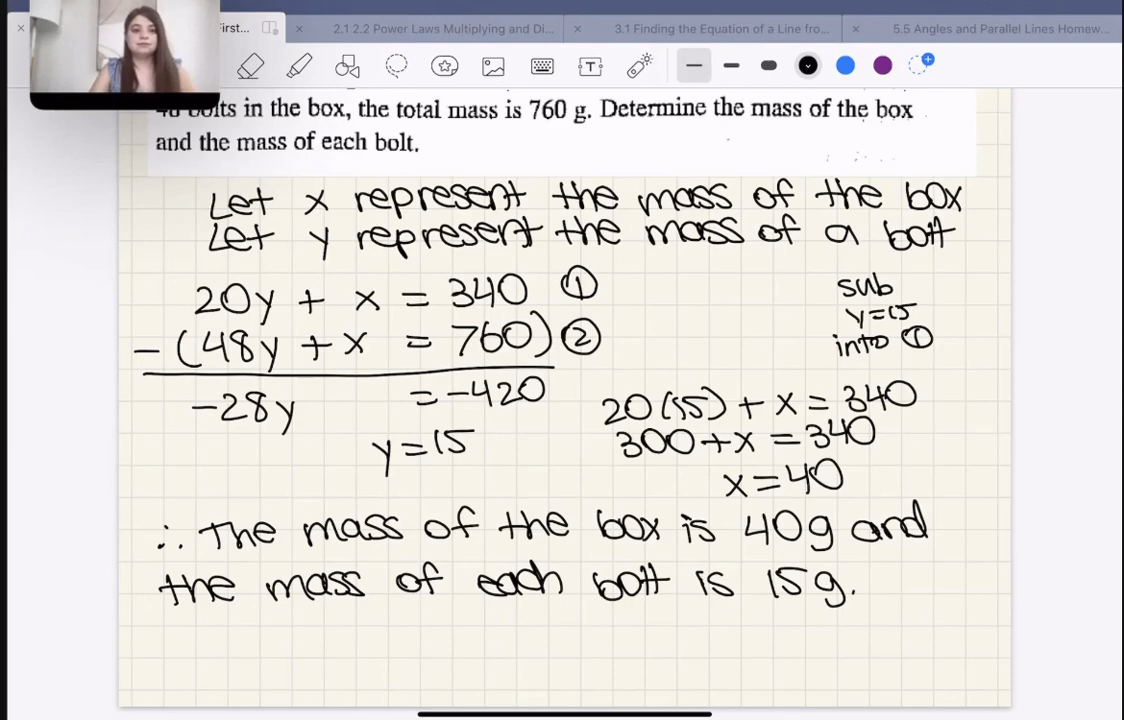 irst...
2.1 2.2 Power Laws Multiplying and Di...
3.1 Finding the Equation of a Line fro...
5.5 Angles and Parallel Lines Homew...
bolts in the box, the total mass is 760 g. Determine the mass of the box
and the mass of each bolt.
Let x represent the mass of the box
Let y represent the mass of a bolt
20y + x = 340 ①
- (48y + x = 760) ②
-28y = -420
y = 15
sub
y = 15
into ①
20(15) + x = 340
300 + x = 340
x = 40
∴ The mass of the box is 40g and
the mass of each bolt is 15g.